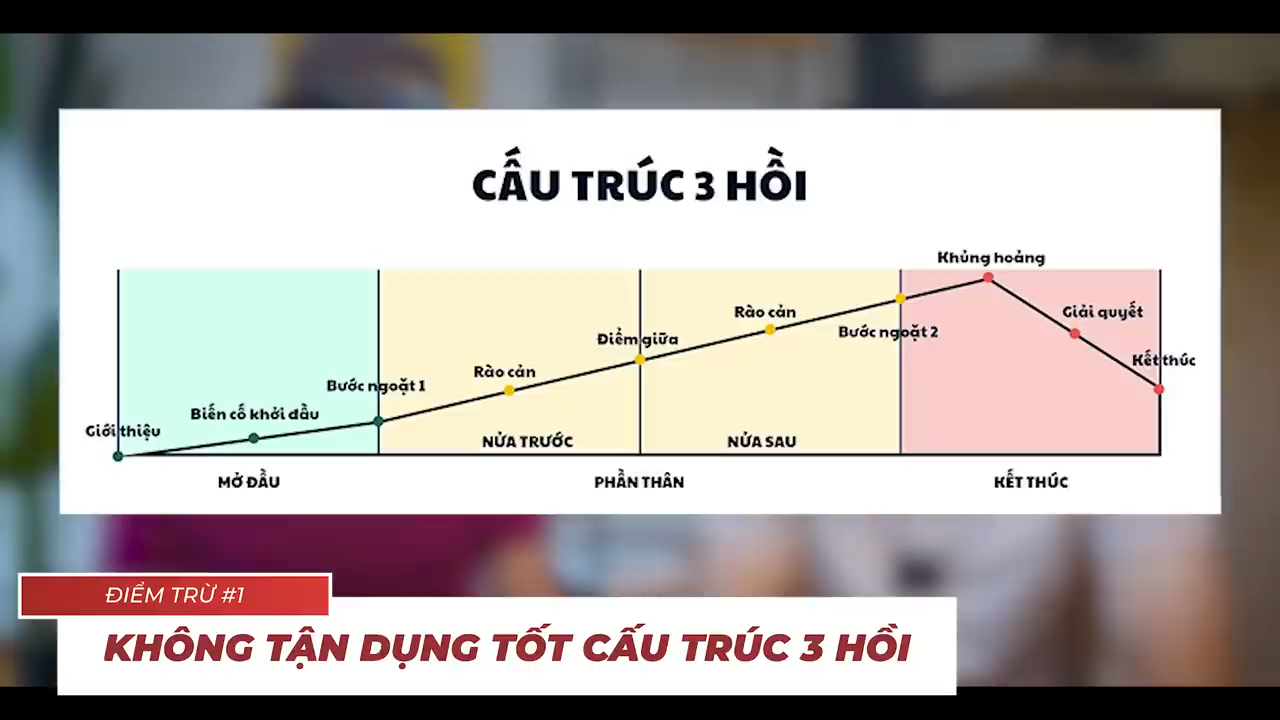 CẤU TRÚC 3 HỒI
Khủng hoảng
Giải quyết
Rào cản
Bước ngoặt 2
Điểm giữa
Kết thúc
Rào cản
Bước ngoặt 1
Biến cố khởi đầu
Giới thiệu
NỬA TRƯỚC
NỬA SAU
MỞ ĐẦU
PHẦN THÂN
KẾT THÚC
ĐIỂM TRỪ #1
KHÔNG TẬN DỤNG TỐT CẤU TRÚC 3 HỒI